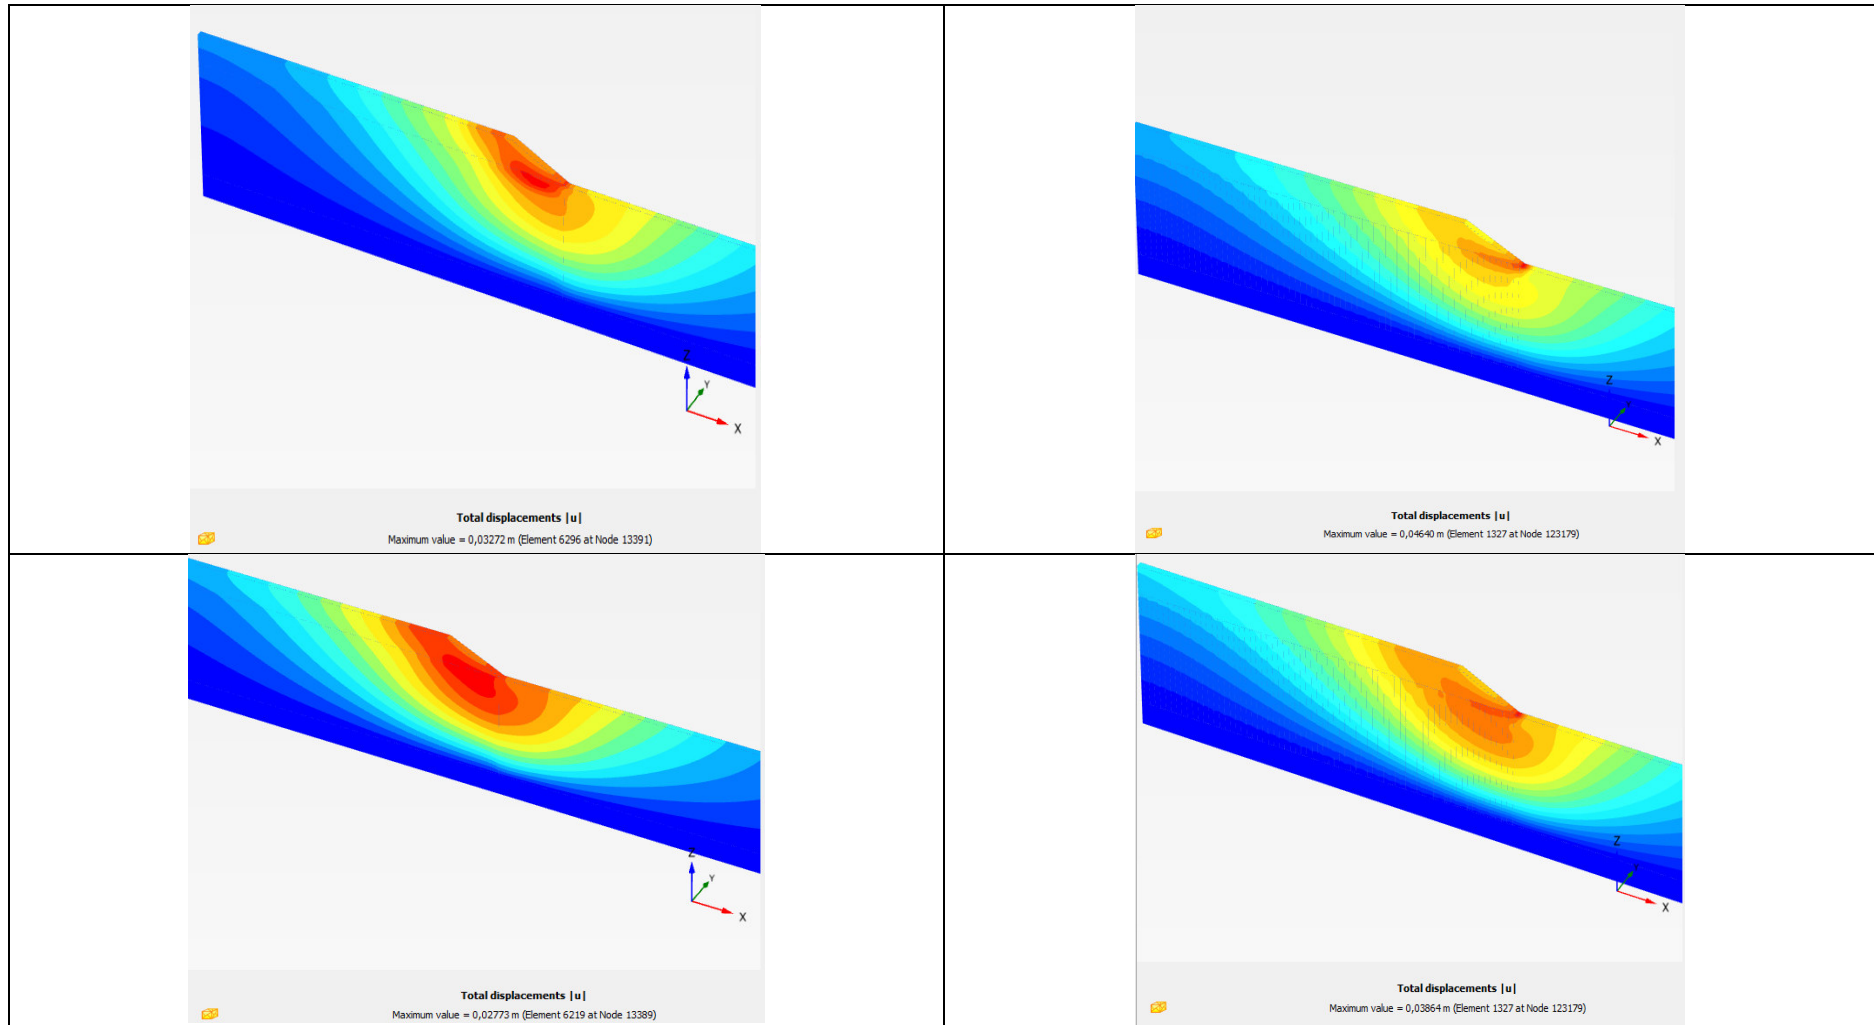 Z
Y
X
Total displacements |u|
Maximum value = 0,03272 m (Element 6296 at Node 13391)
Z
Y
X
Total displacements |u|
Maximum value = 0,04640 m (Element 1327 at Node 123179)
Z
Y
X
Total displacements |u|
Maximum value = 0,02773 m (Element 6219 at Node 13389)
Z
Y
X
Total displacements |u|
Maximum value = 0,03864 m (Element 1327 at Node 123179)